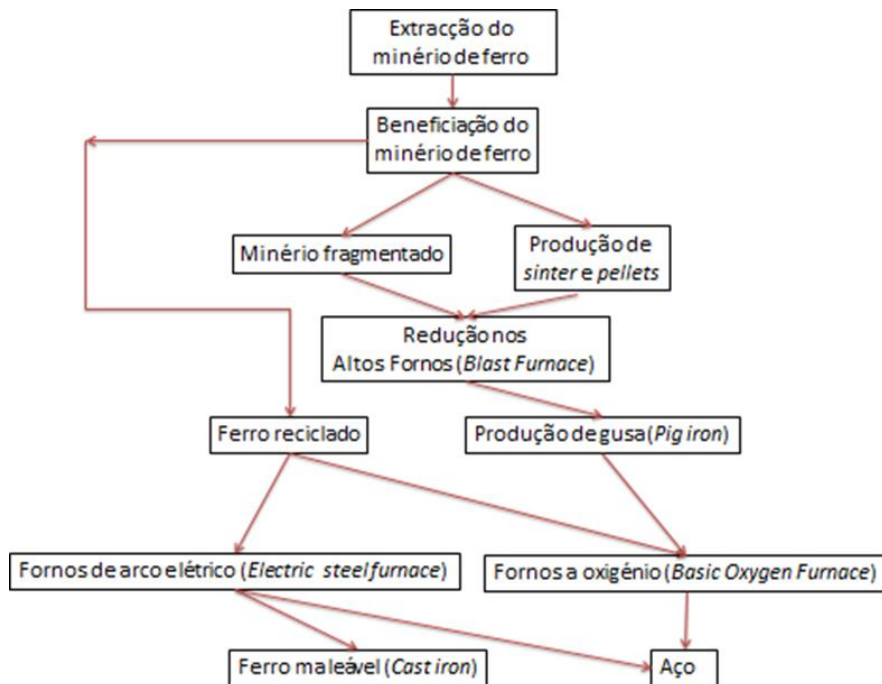 Extracção do
minério de ferro
Beneficiação do
minério de ferro
Minério fragmentado
Produção de
sinter e pellets
Redução nos
Altos Fornos (Blast Furnace)
Ferro reciclado
Produção de gusa (Pig iron)
Fornos de arco elétrico (Electric steel furnace)
Fornos a oxigénio (Basic Oxygen Furnace)
Ferro maleável (Cast iron)
Aço